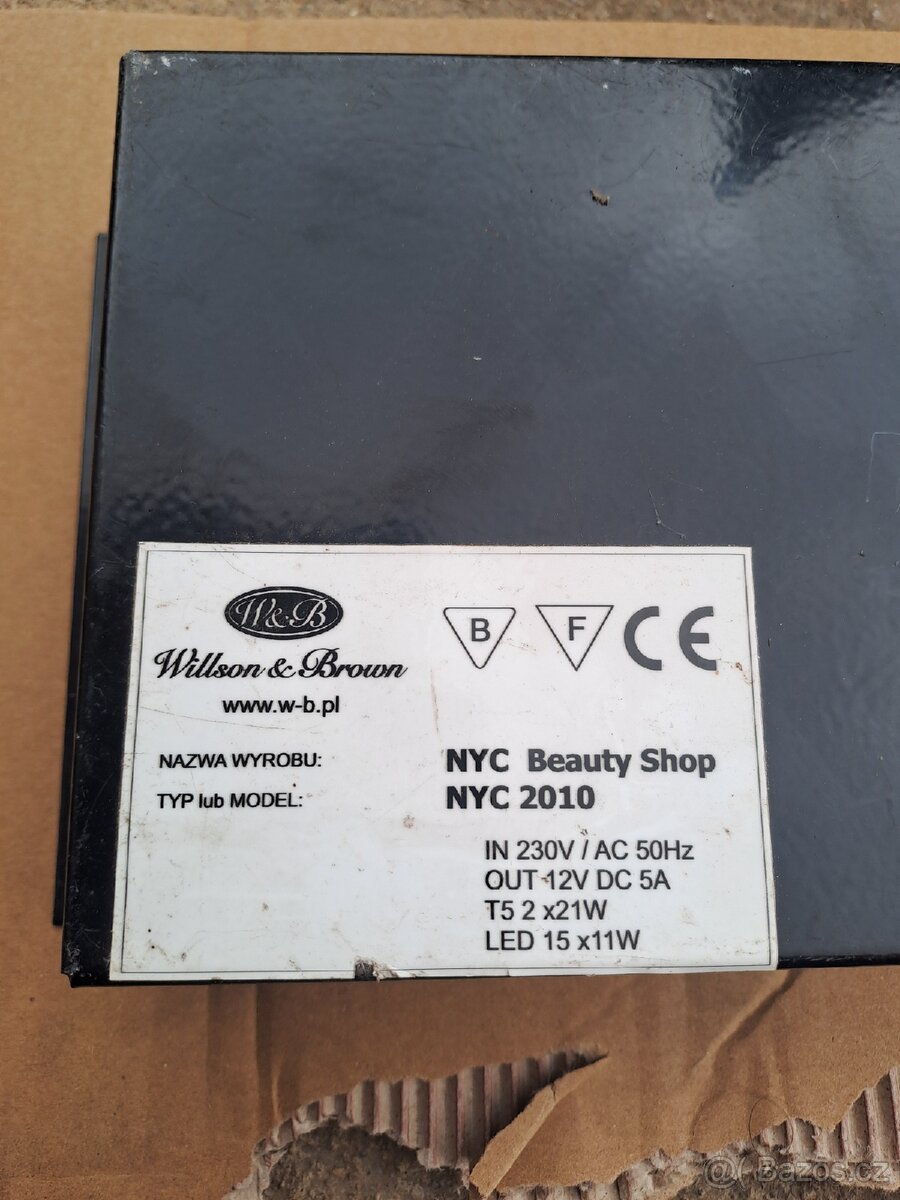 W&B
Willson & Brown
www.w-b.pl
B
F
CE
NAZWA WYROBU: NYC Beauty Shop
TYP lub MODEL: NYC 2010
IN 230V / AC 50Hz
OUT 12V DC 5A
T5 2 x21W
LED 15 x11W
@ Bazos.cz